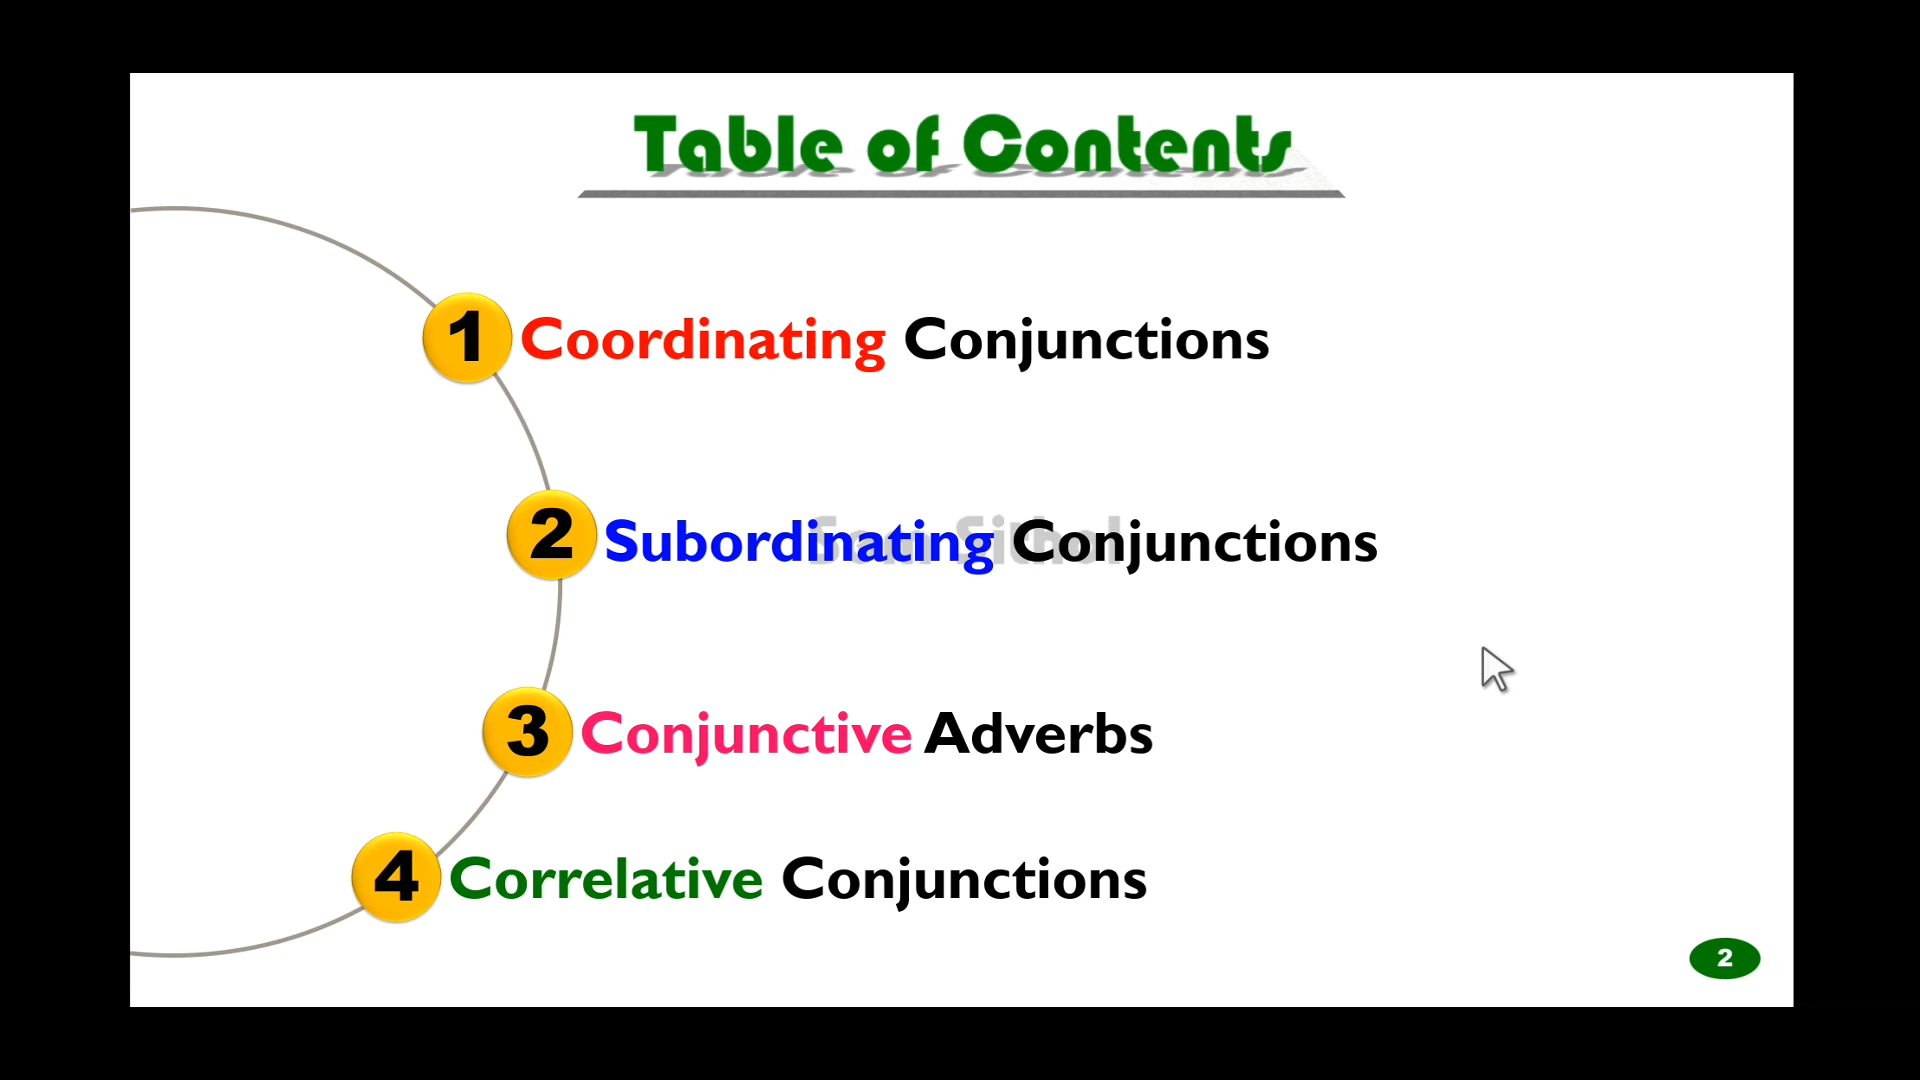 Table of Contents
1 Coordinating Conjunctions
2 Subordinating Conjunctions
3 Conjunctive Adverbs
4 Correlative Conjunctions
2